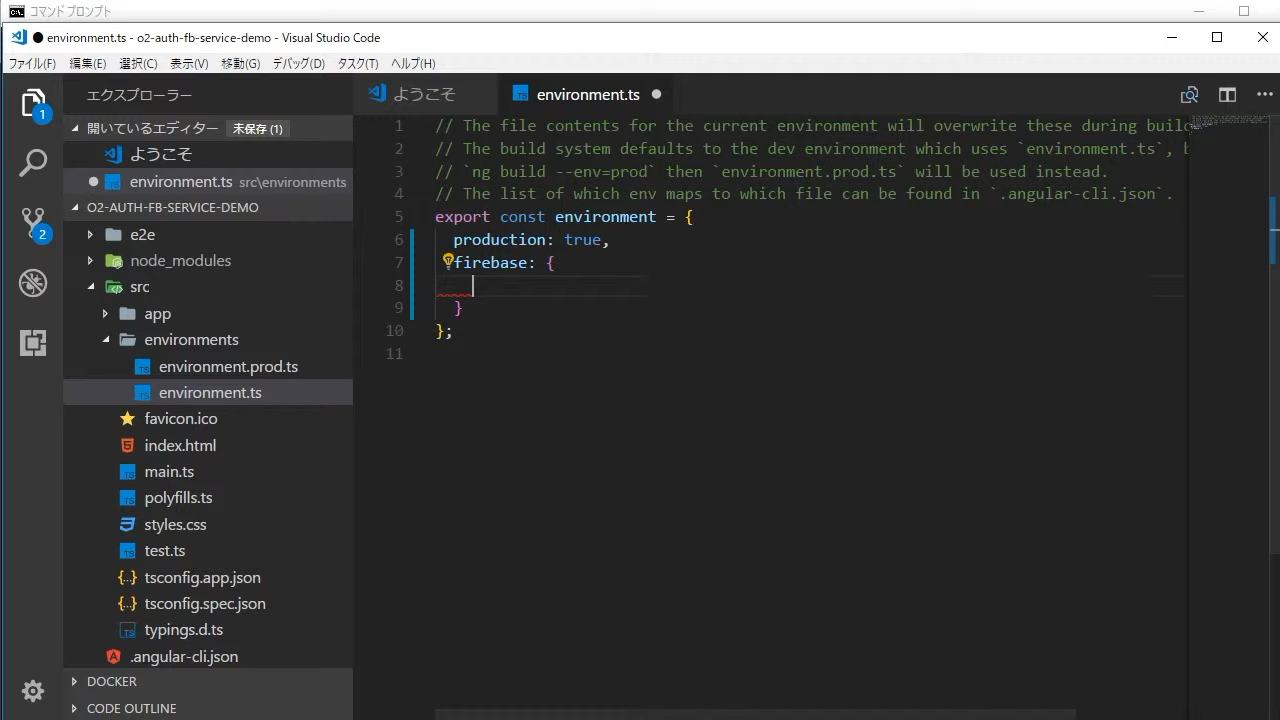 コマンド プロンプト
● environment.ts - o2-auth-fb-service-demo - Visual Studio Code
ファイル(F) 編集(E) 選択(C) 表示(V) 移動(G) デバッグ(D) タスク(T) ヘルプ(H)
エクスプローラー
ようこそ
environment.ts
開いているエディター 未保存 (1)
ようこそ
environment.ts src\environments
O2-AUTH-FB-SERVICE-DEMO
e2e
node_modules
src
app
environments
environment.prod.ts
environment.ts
favicon.ico
index.html
main.ts
polyfills.ts
styles.css
test.ts
tsconfig.app.json
tsconfig.spec.json
typings.d.ts
.angular-cli.json
DOCKER
CODE OUTLINE
1
2
1 // The file contents for the current environment will overwrite these during build
2 // The build system defaults to the dev environment which uses `environment.ts`, b
3 // `ng build --env=prod` then `environment.prod.ts` will be used instead.
4 // The list of which env maps to which file can be found in `.angular-cli.json`.
5 export const environment = {
6 production: true,
7 firebase: {
8
9 }
10 };
11